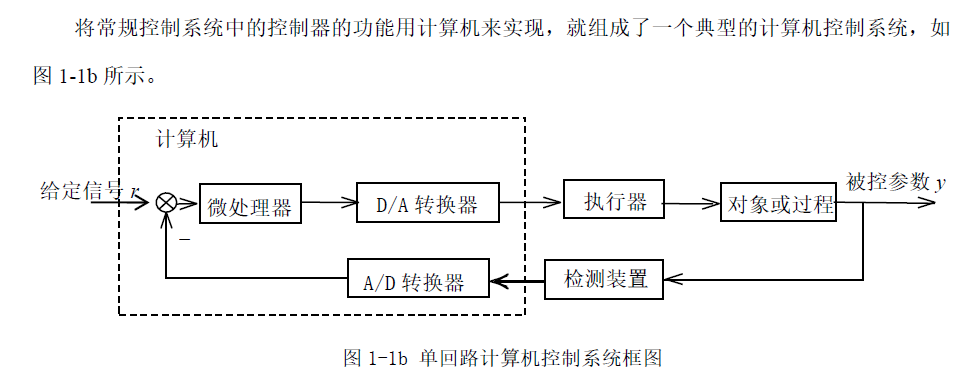 将常规控制系统中的控制器的功能用计算机来实现，就组成了一个典型的计算机控制系统，如
图 1-1b 所示。
计算机
给定信号 r
微处理器
D/A 转换器
执行器
对象或过程
被控参数 y
－
A/D 转换器
检测装置
图 1-1b 单回路计算机控制系统框图